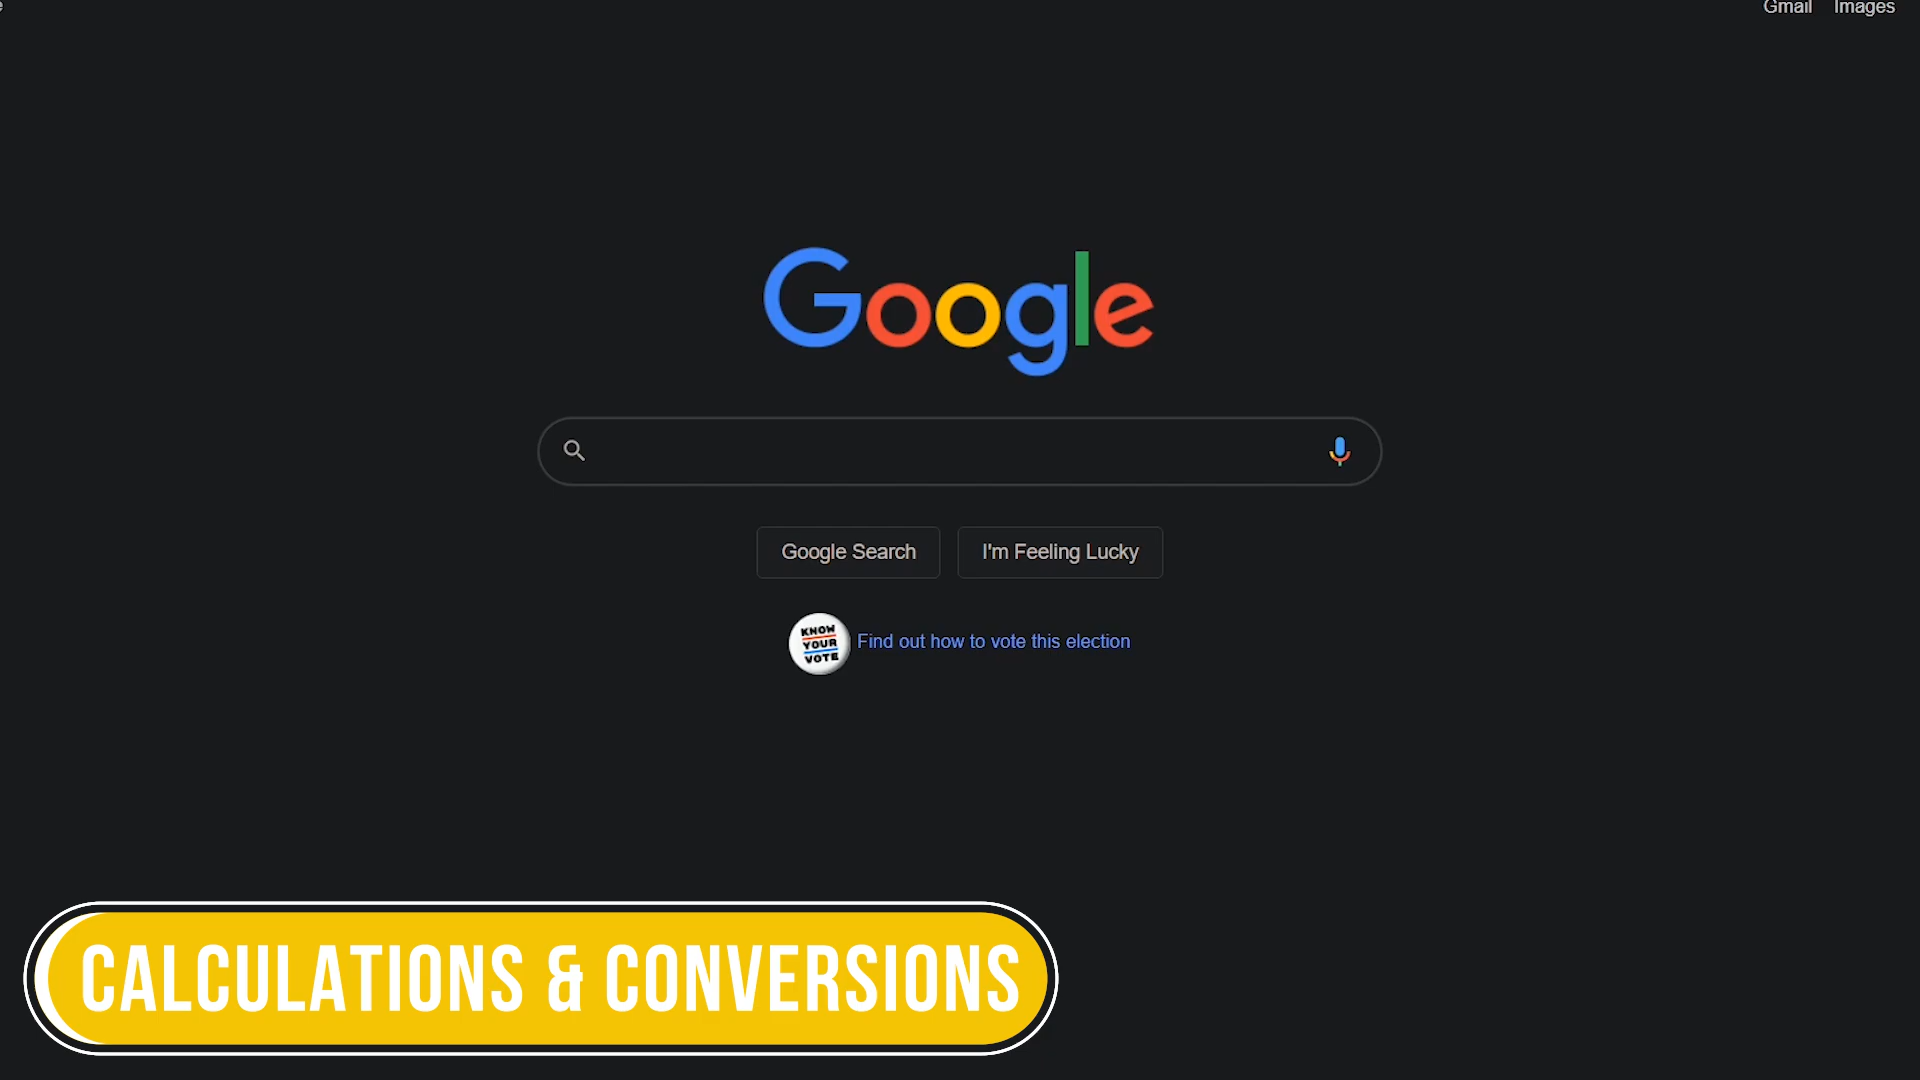 Gmail Images
Google
Google Search I'm Feeling Lucky
KNOW
YOUR
VOTE
Find out how to vote this election
CALCULATIONS & CONVERSIONS